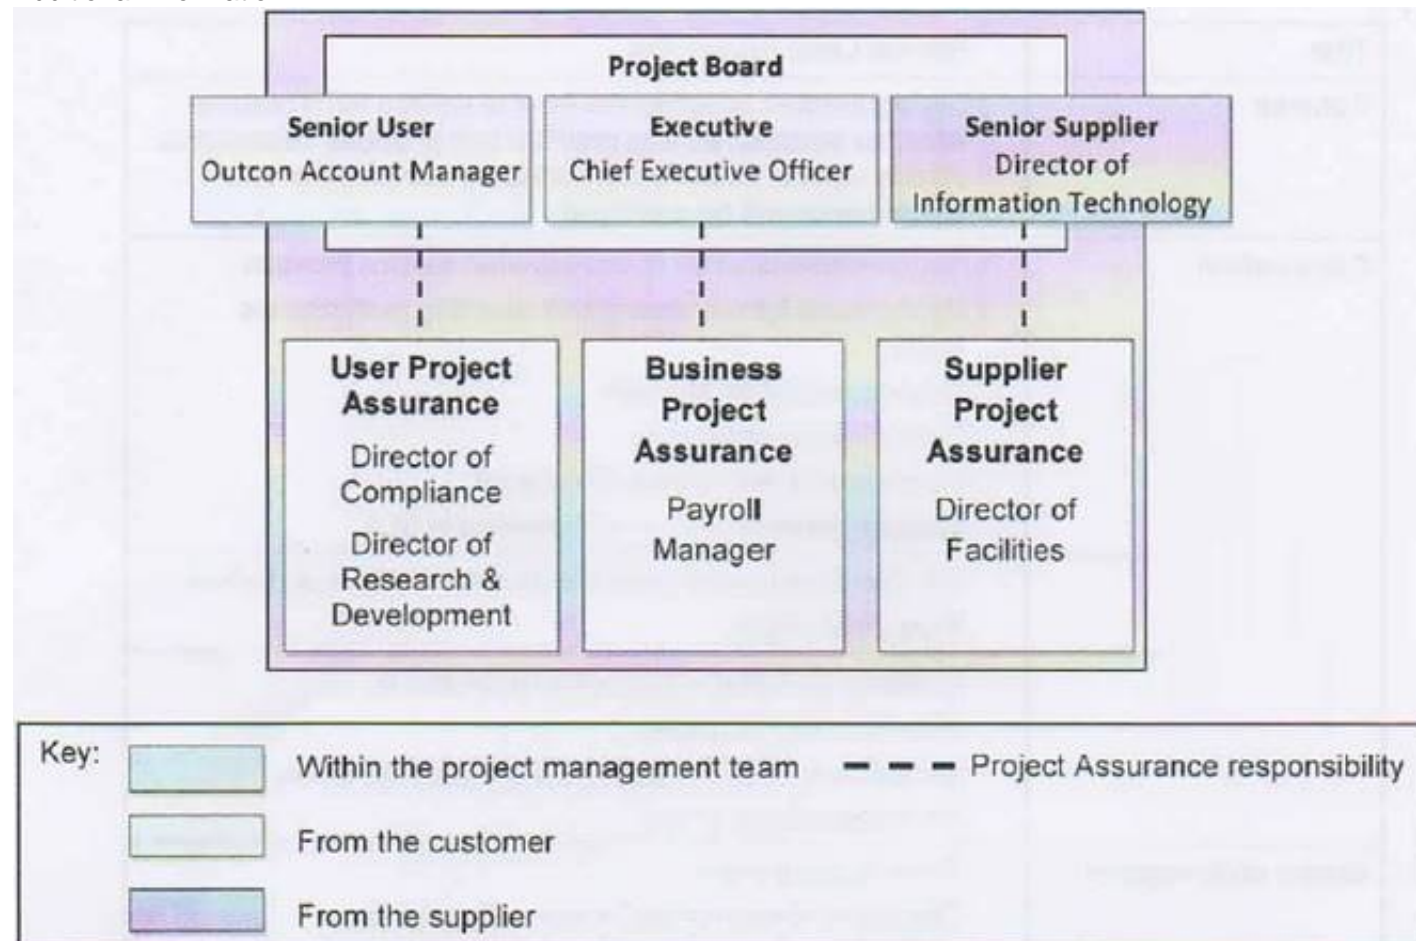 Project Board
Senior User
Outcon Account Manager
Executive
Chief Executive Officer
Senior Supplier
Director of
Information Technology
User Project
Assurance
Director of
Compliance
Director of
Research &
Development
Business
Project
Assurance
Payroll
Manager
Supplier
Project
Assurance
Director of
Facilities
Key:
Within the project management team
Project Assurance responsibility
From the customer
From the supplier